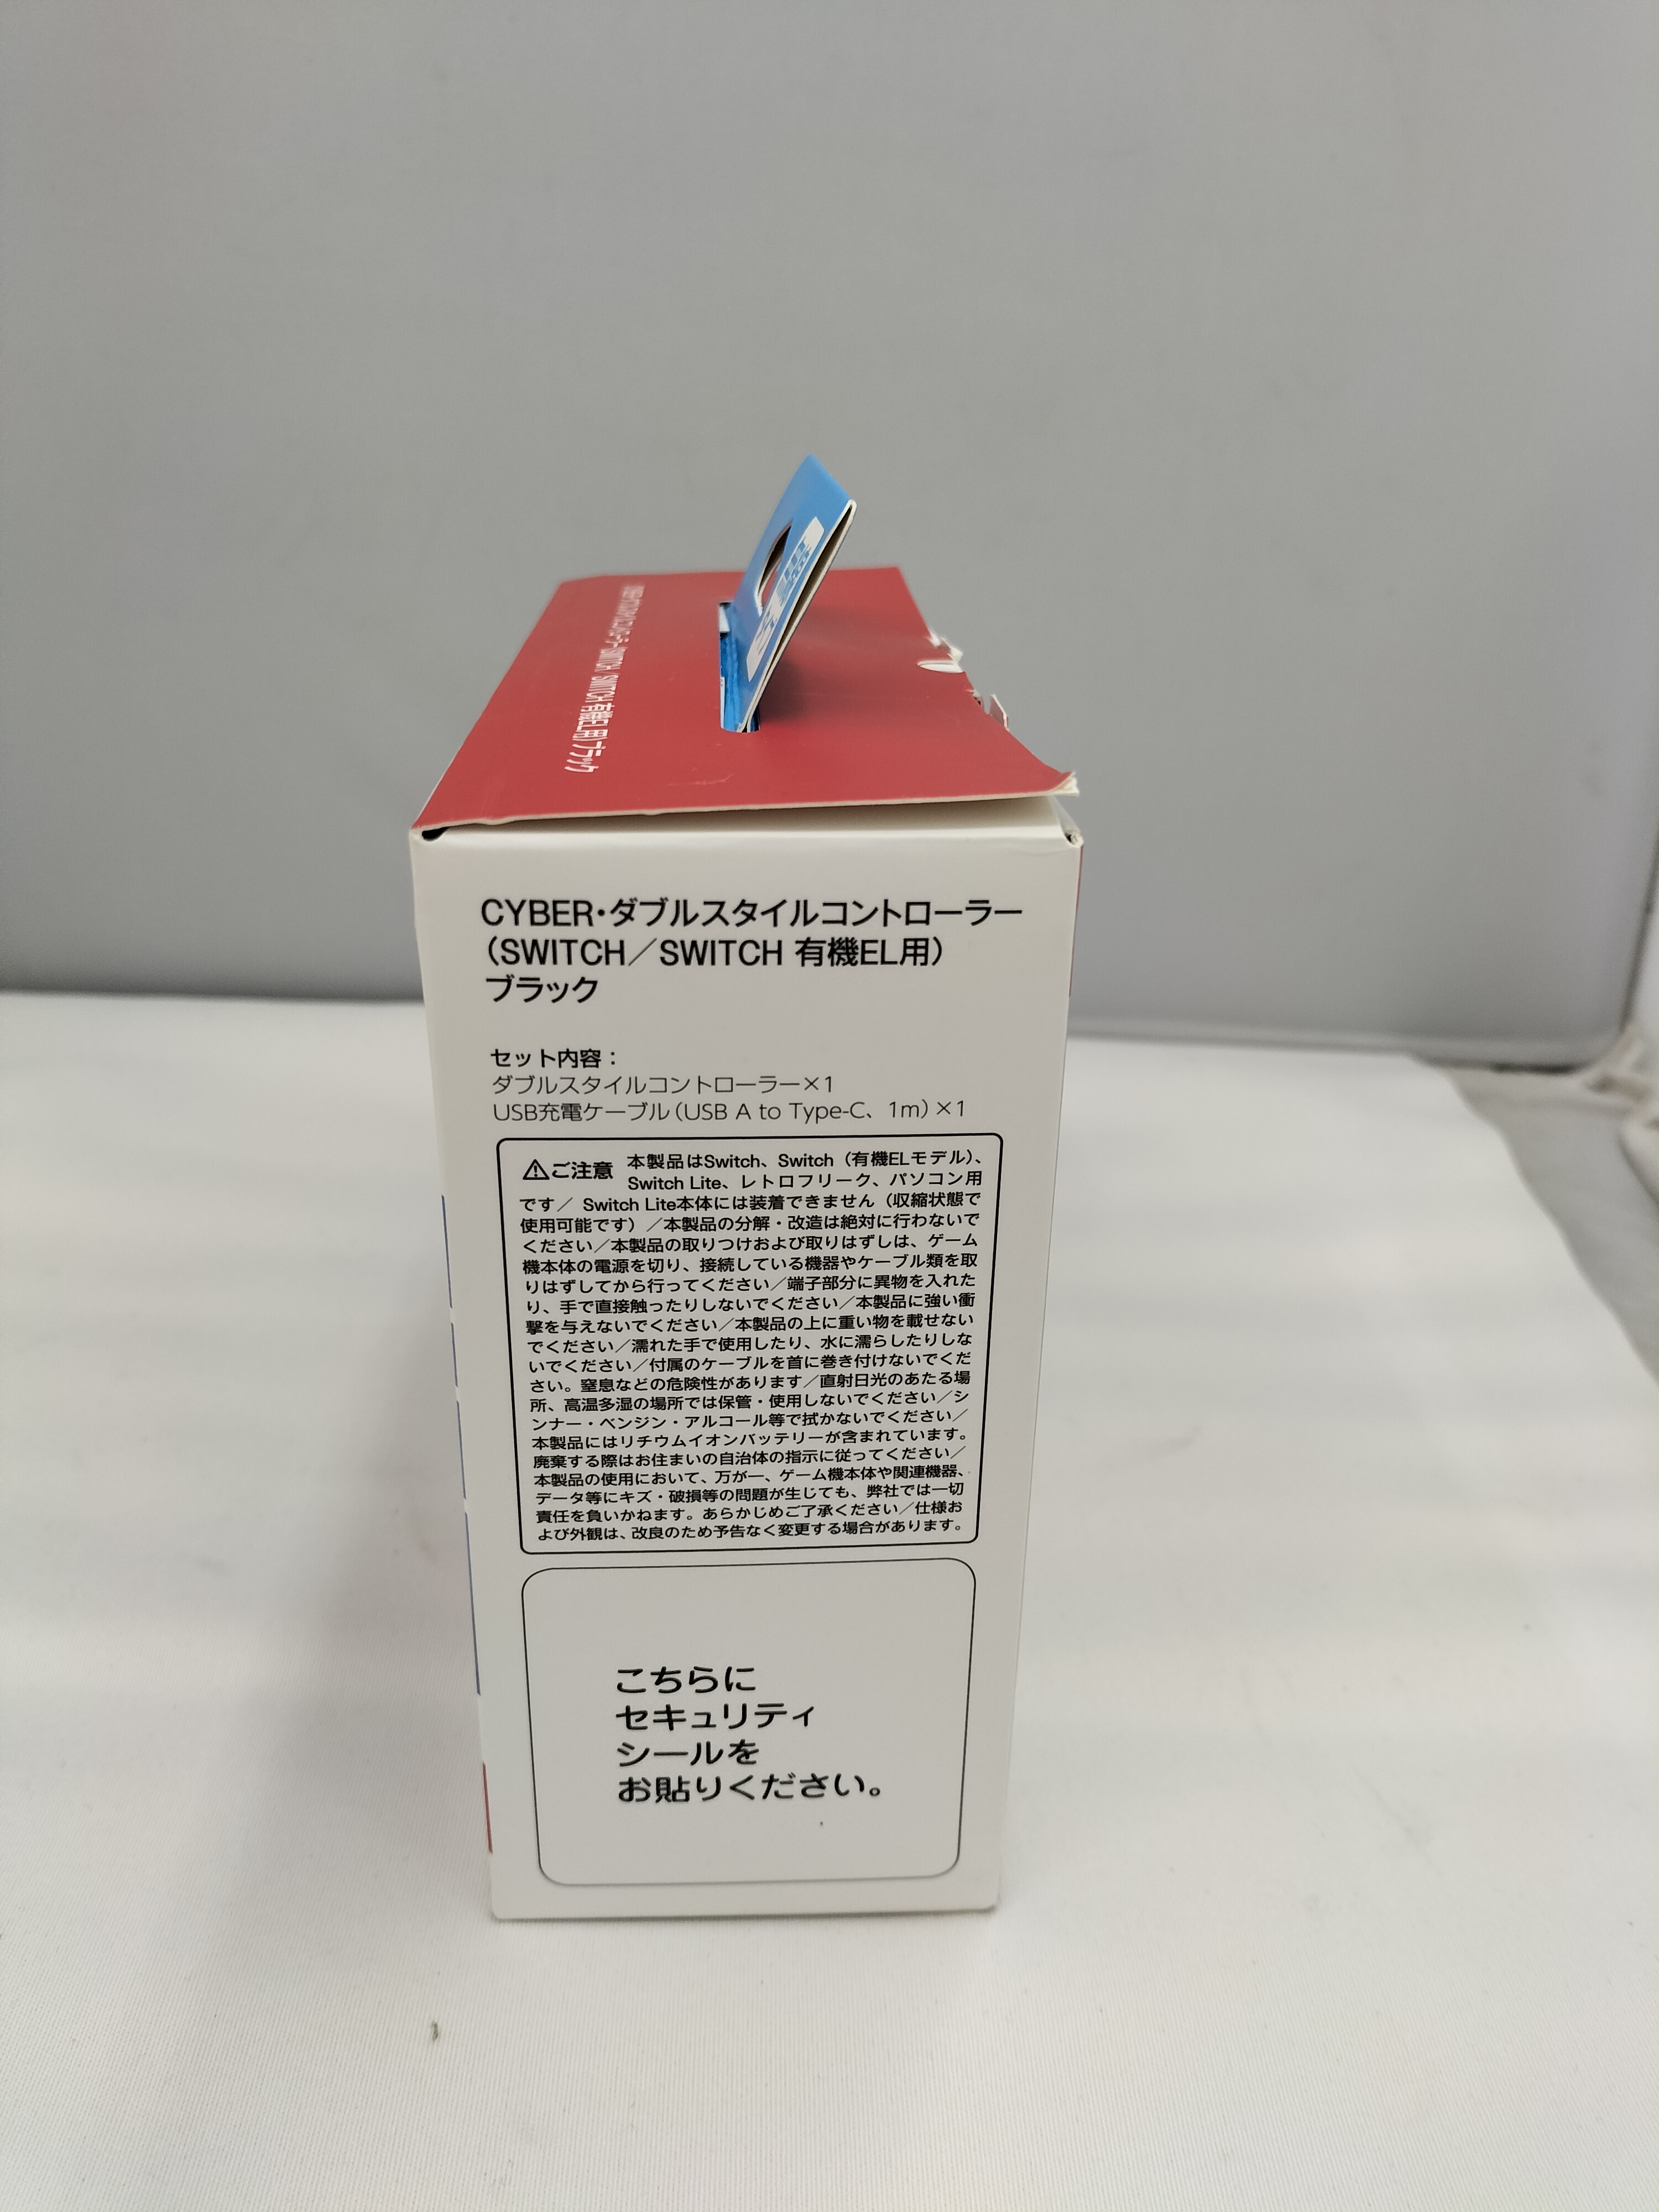 CYBER・ダブルスタイルコントローラー(SWITCH／SWITCH 有機EL用)ブラック
CYBER・ダブルスタイルコントローラー
（SWITCH／SWITCH 有機EL用）
ブラック
セット内容：
ダブルスタイルコントローラー×1
USB充電ケーブル（USB A to Type-C、1m）×1
⚠ご注意 本製品はSwitch、Switch（有機ELモデル）、
Switch Lite、レトロフリーク、パソコン用
です／ Switch Lite本体には装着できません（収縮状態で
使用可能です）／本製品の分解・改造は絶対に行わないで
ください／本製品の取りつけおよび取りはずしは、ゲーム
機本体の電源を切り、接続している機器やケーブル類を取
りはずしてから行ってください／端子部分に異物を入れた
り、手で直接触ったりしないでください／本製品に強い衝
撃を与えないでください／本製品の上に重い物を載せない
でください／濡れた手で使用したり、水に濡らしたりしな
いでください／付属のケーブルを首に巻き付けないでくだ
さい。窒息などの危険性があります／直射日光のあたる場
所、高温多湿の場所では保管・使用しないでください／シ
ンナー・ベンジン・アルコール等で拭かないでください／
本製品にはリチウムイオンバッテリーが含まれています。
廃棄する際はお住まいの自治体の指示に従ってください／
本製品の使用において、万が一、ゲーム機本体や関連機器、
データ等にキズ・破損等の問題が生じても、弊社では一切
責任を負いかねます。あらかじめご了承ください／仕様お
よび外観は、改良のため予告なく変更する場合があります。
こちらに
セキュリティ
シールを
お貼りください。